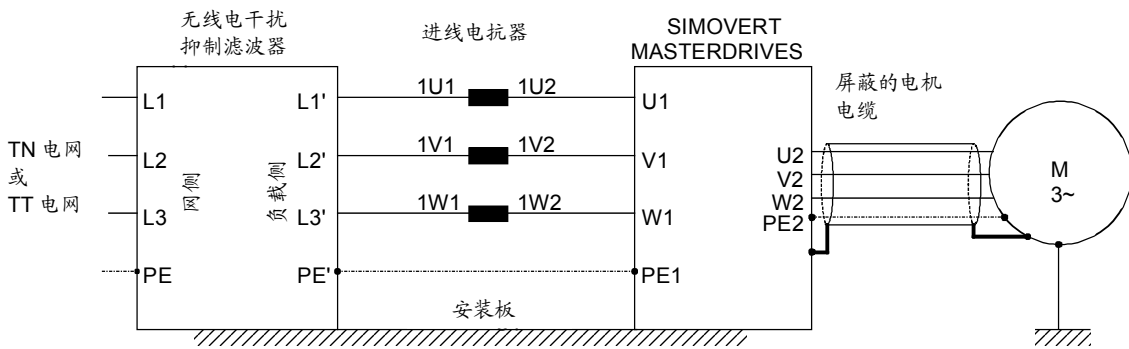 无线电干扰
抑制滤波器
进线电抗器
SIMOVERT
MASTERDRIVES
屏蔽的电机
电缆
TN 电网
或
TT 电网
L1
L2
L3
PE
网侧
负载侧
L1'
L2'
L3'
PE'
1U1 1U2
1V1 1V2
1W1 1W2
U1
V1
W1
PE1
U2
V2
W2
PE2
M
3~
安装板